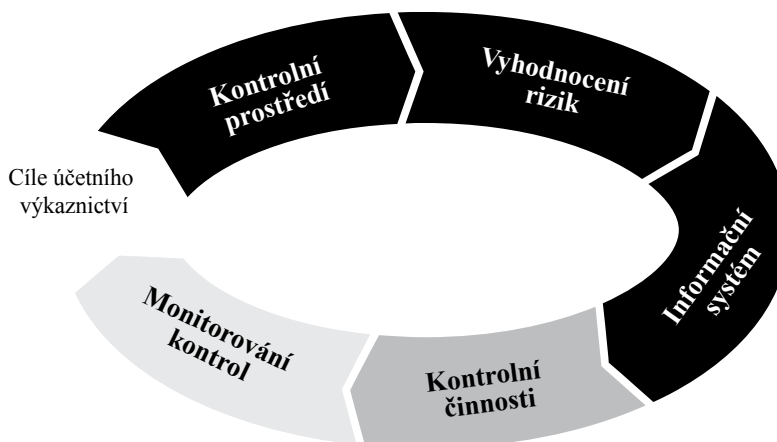 Kontrolní
prostředí
Vyhodnocení
rizik
Cíle účetního
výkaznictví
Informační
systém
Monitorování
kontrol
Kontrolní
činnosti